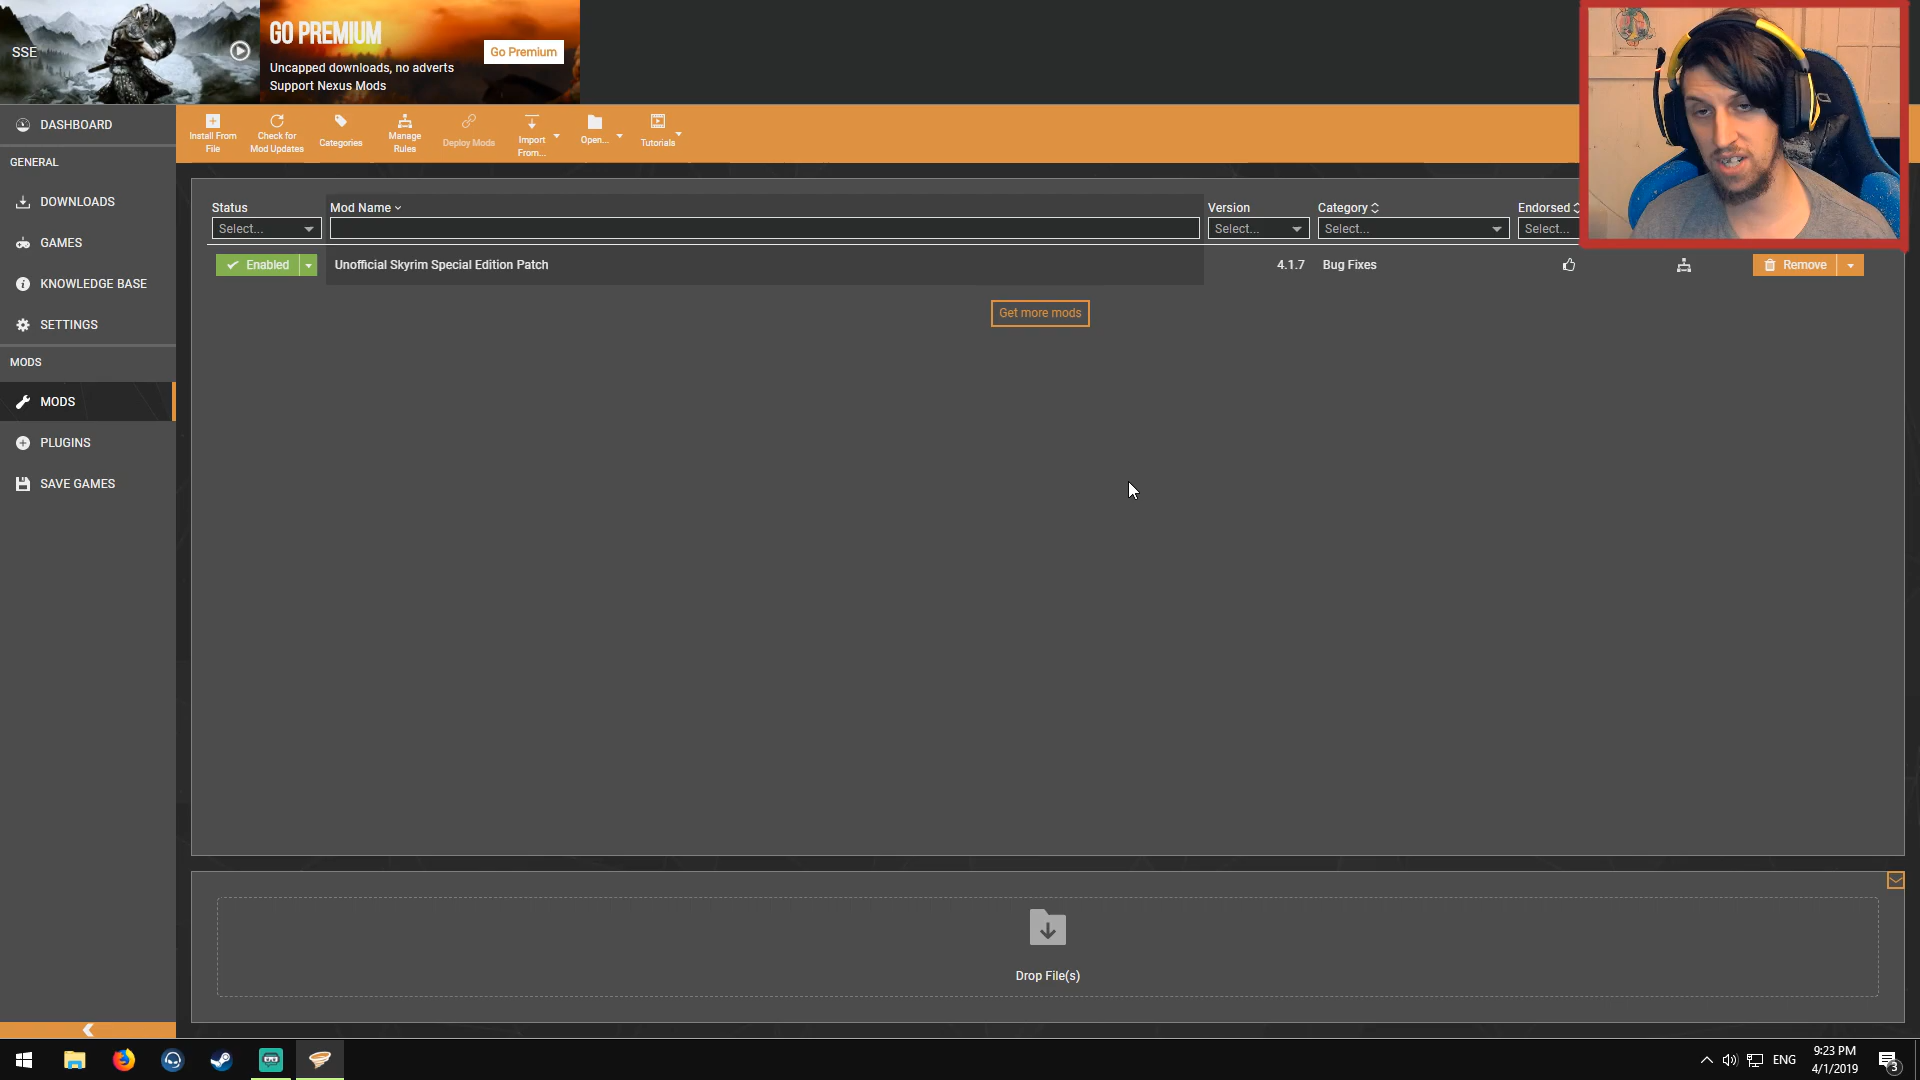 SSE
GO PREMIUM
Uncapped downloads, no adverts
Support Nexus Mods
Go Premium
DASHBOARD
GENERAL
DOWNLOADS
GAMES
KNOWLEDGE BASE
SETTINGS
MODS
MODS
PLUGINS
SAVE GAMES
Install From
File
Check for
Mod Updates
Categories
Manage
Rules
Deploy Mods
Import
From...
Open...
Tutorials
Status
Mod Name
Version
Category
Endorsed
Select...
Select...
Select...
Select...
Enabled
Unofficial Skyrim Special Edition Patch
4.1.7
Bug Fixes
Remove
Get more mods
Drop File(s)
ENG
9:23 PM
4/1/2019
3